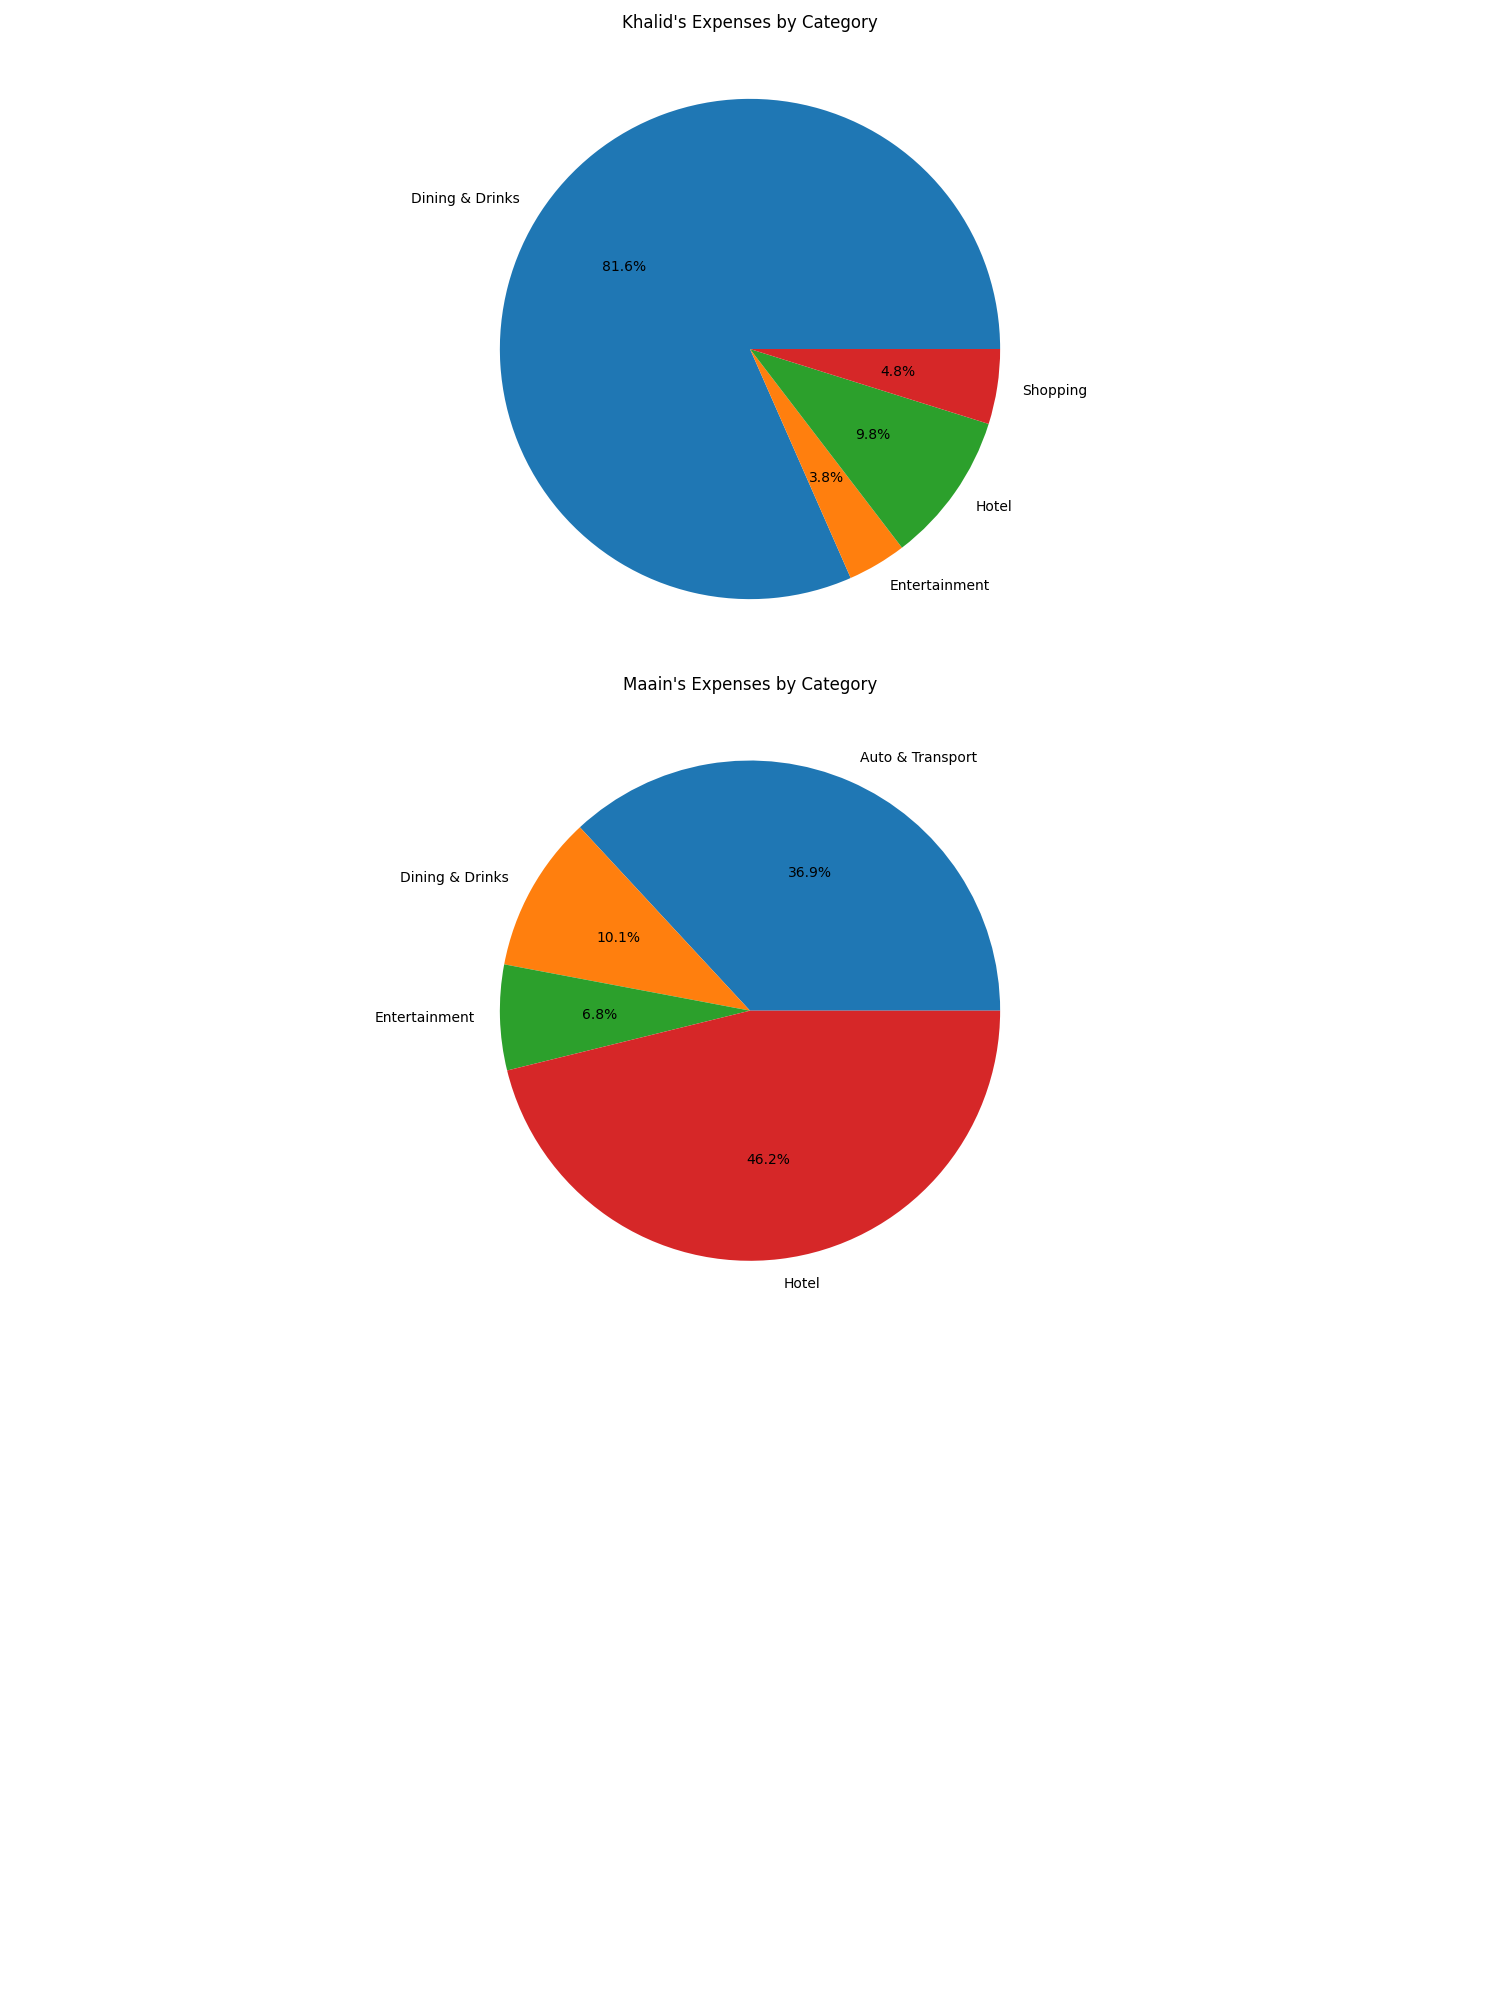 Khalid's Expenses by Category
Dining & Drinks
81.6%
4.8%
Shopping
9.8%
3.8%
Hotel
Entertainment
Maain's Expenses by Category
Auto & Transport
36.9%
Dining & Drinks
10.1%
Entertainment
6.8%
46.2%
Hotel